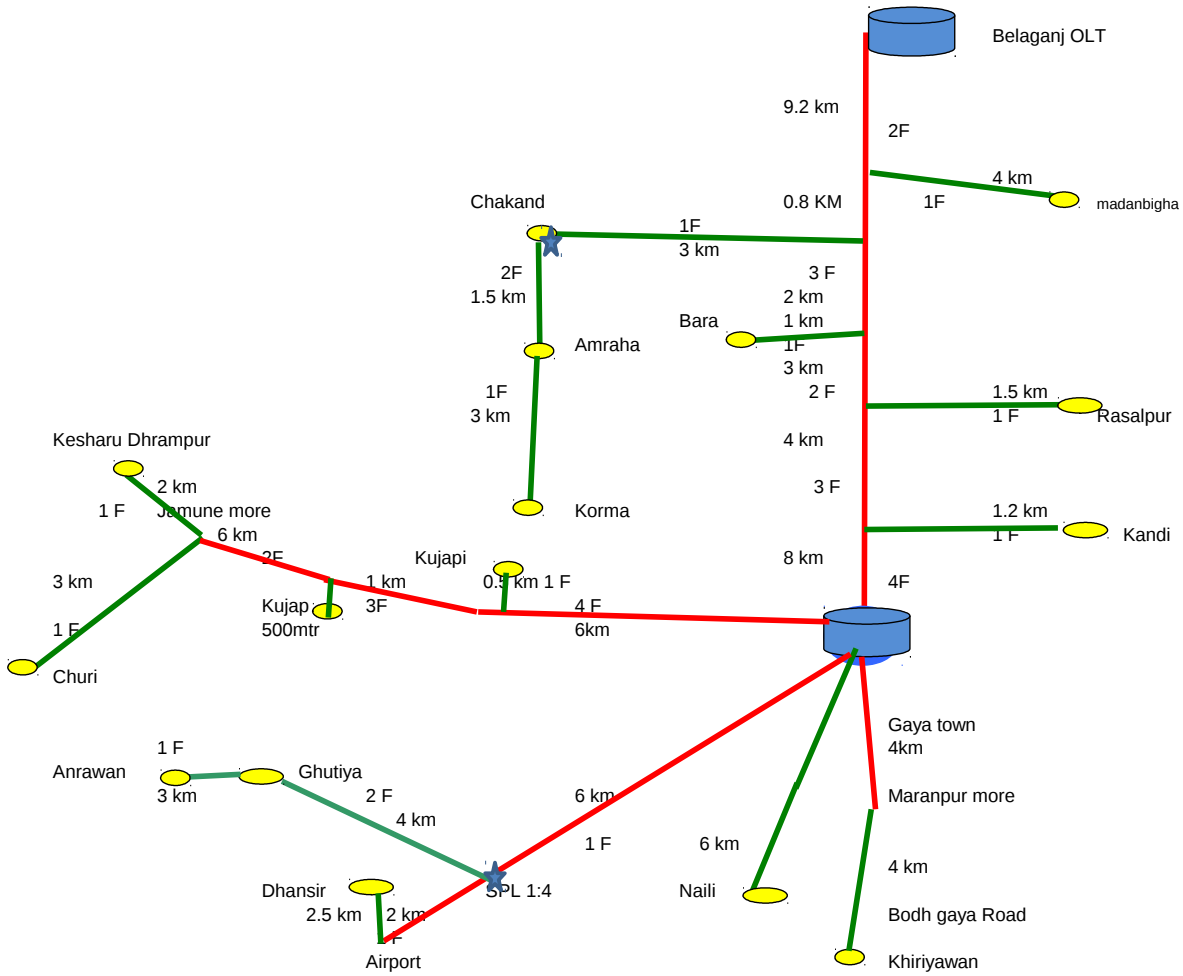 Belaganj OLT
9.2 km
2F
4 km
1F
madanbigha
Chakand
0.8 KM
1F
3 km
2F
1.5 km
3 F
2 km
1 km
1F
3 km
2 F
Bara
Amraha
1F
3 km
1.5 km
1 F
Rasalpur
4 km
3 F
Kesharu Dhrampur
2 km
1 F
Jamune more
6 km
2F
Korma
1.2 km
1 F
Kandi
Kujapi
0.5 km 1 F
8 km
4F
3 km
1 F
Churi
Kujap
500mtr
1 km
3F
4 F
6km
Gaya town
4km
Maranpur more
1 F
Anrawan
3 km
Ghutiya
2 F
4 km
6 km
1 F
6 km
SPL 1:4
Naili
4 km
Bodh gaya Road
Khiriyawan
Dhansir
2.5 km
2 km
F
Airport